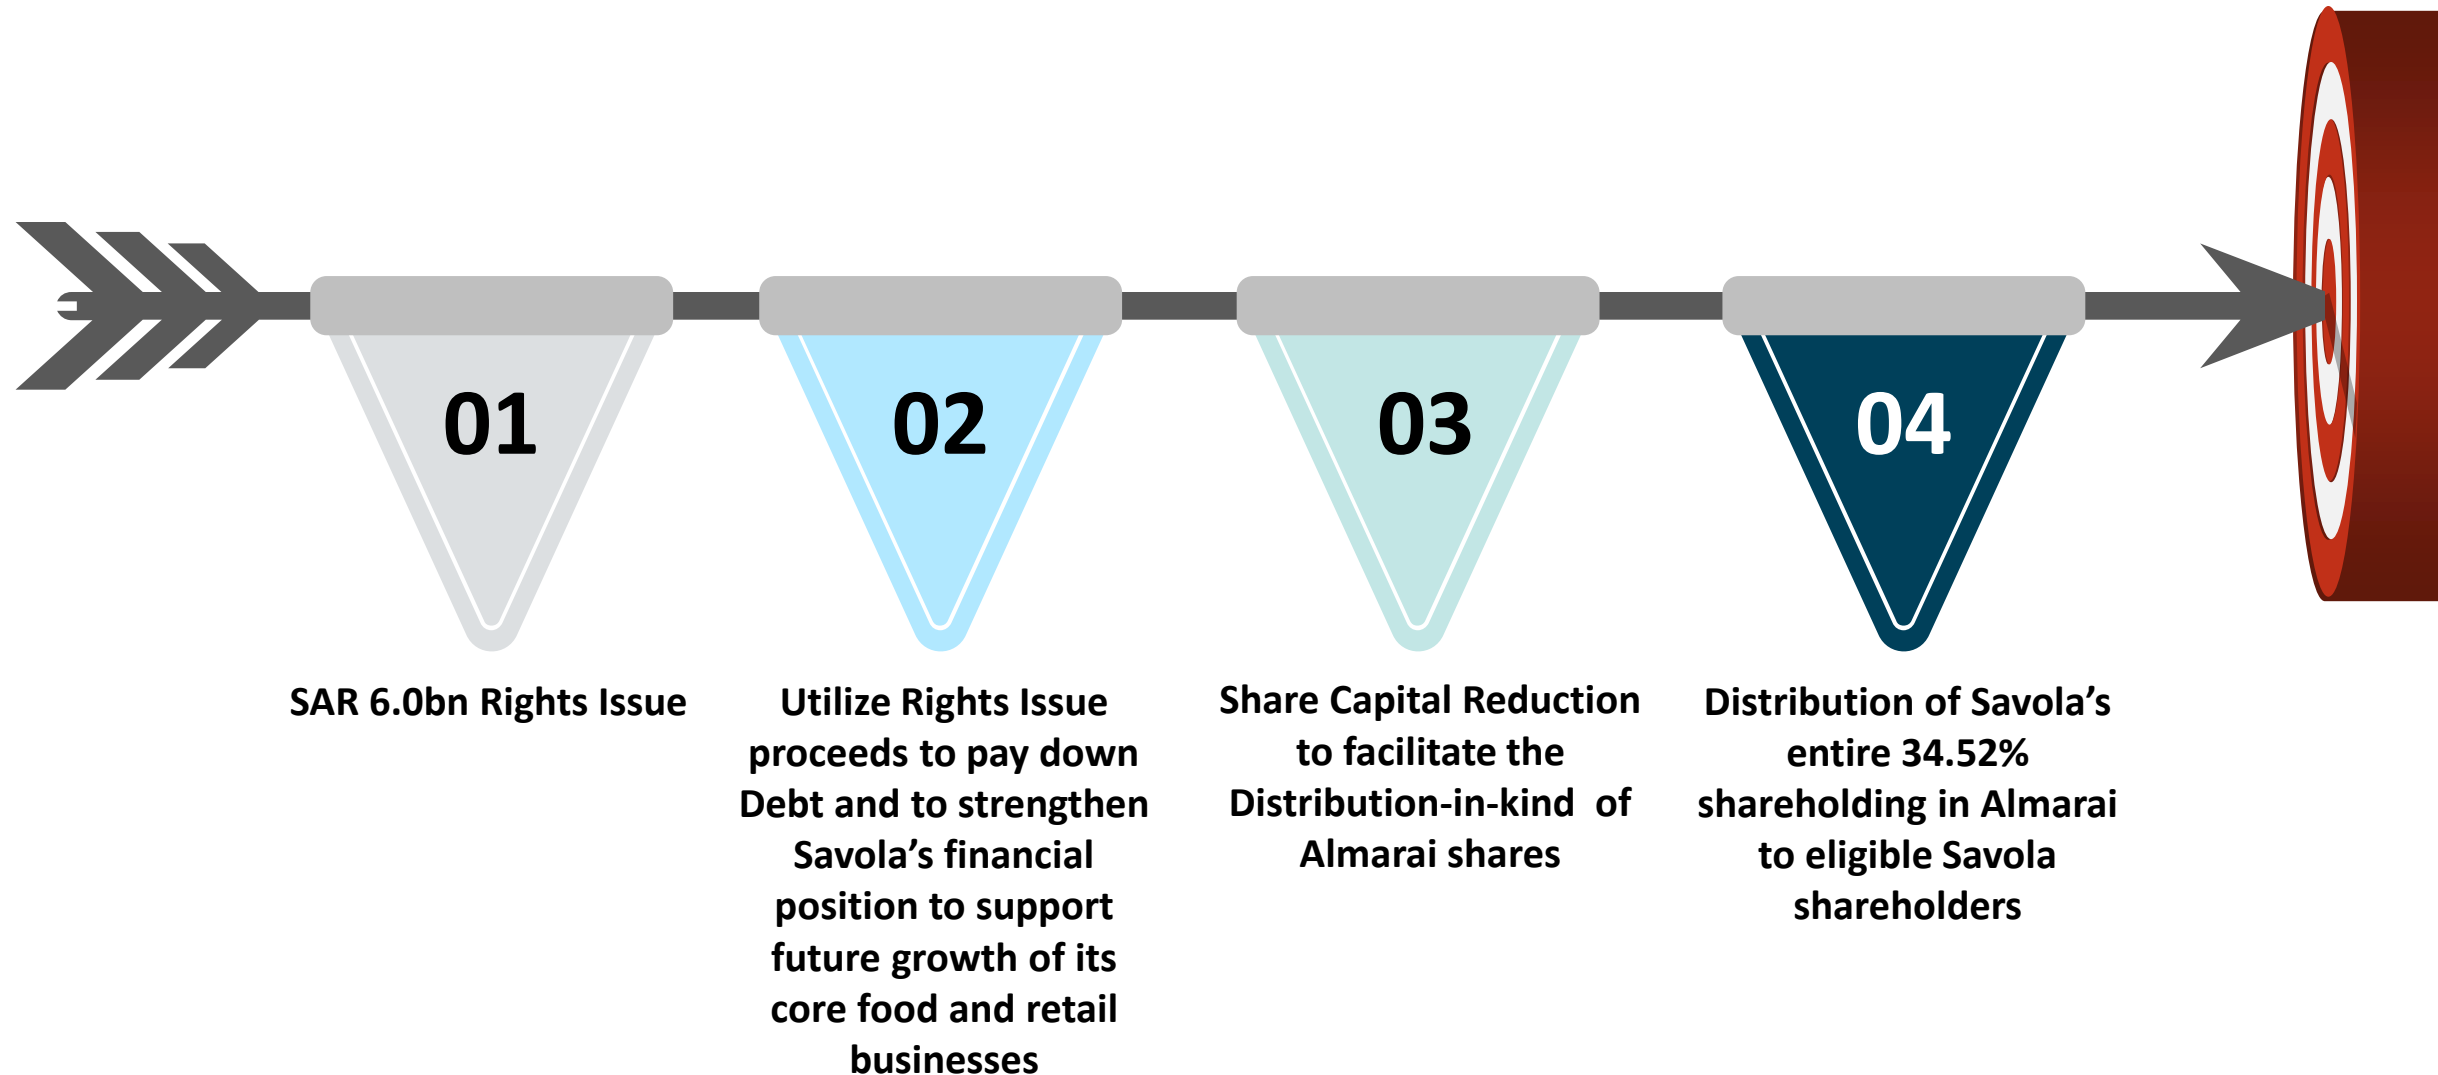 01
SAR 6.0bn Rights Issue
02
Utilize Rights Issue
proceeds to pay down
Debt and to strengthen
Savola’s financial
position to support
future growth of its
core food and retail
businesses
03
Share Capital Reduction
to facilitate the
Distribution-in-kind  of
Almarai shares
04
Distribution of Savola’s
entire 34.52%
shareholding in Almarai
to eligible Savola
shareholders